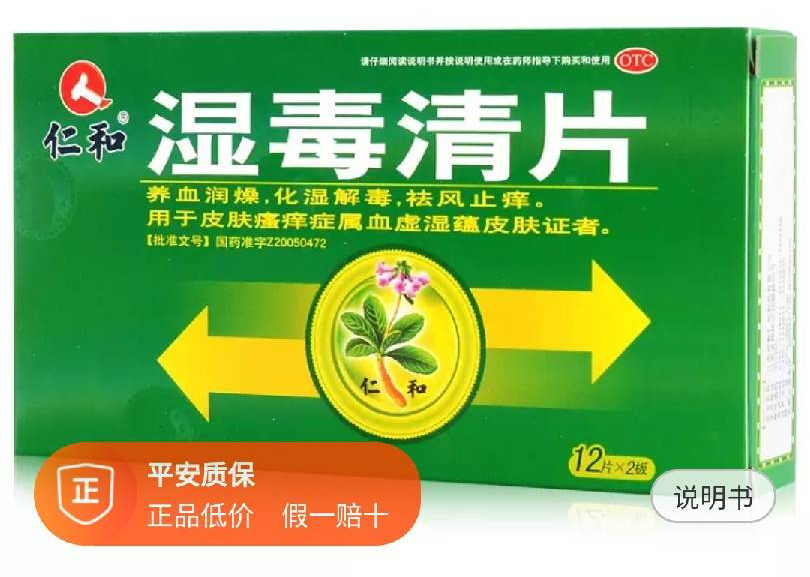 请仔细阅读说明书并按说明使用或在药师指导下购买和使用 OTC
仁和®
湿毒清片
养血润燥,化湿解毒,祛风止痒。
用于皮肤瘙痒症属血虚湿蕴皮肤证者。
【批准文号】国药准字Z20050472
仁和
12片×2板
正
平安质保
正品低价 假一赔十
说明书